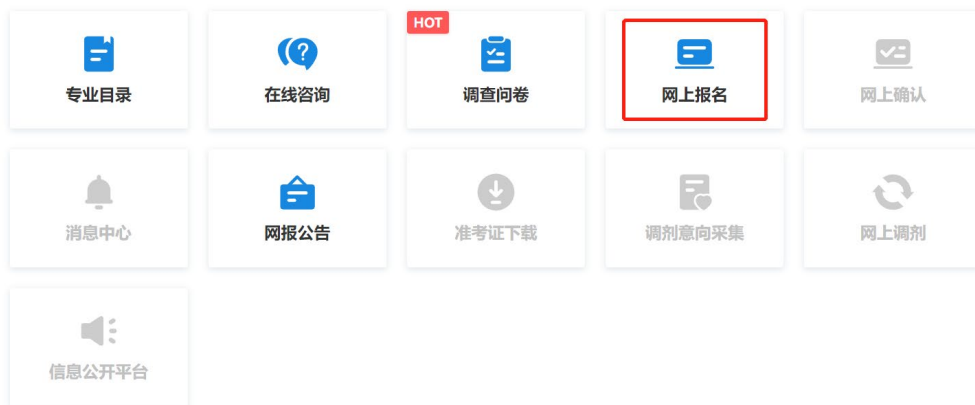 HOT
专业目录
在线咨询
调查问卷
网上报名
网上确认
消息中心
网报公告
准考证下载
调剂意向采集
网上调剂
信息公开平台